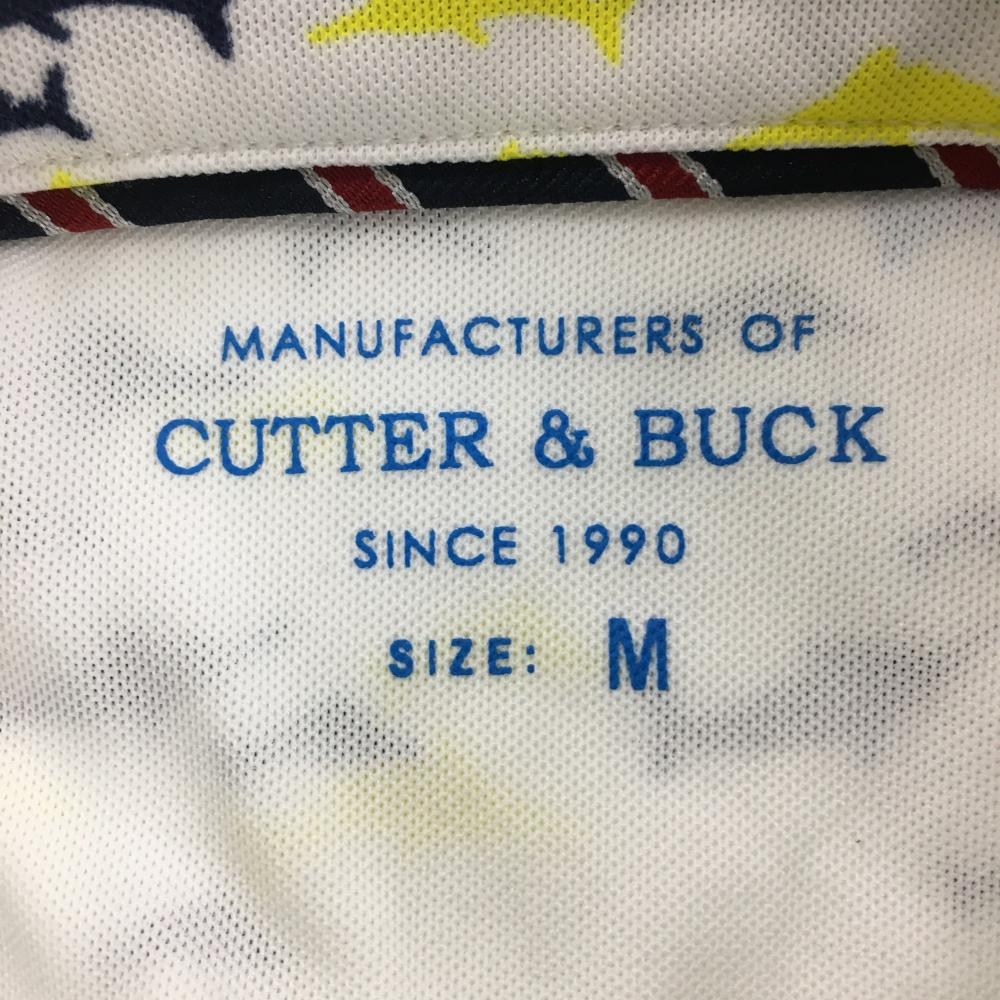 MANUFACTURERS OF
CUTTER & BUCK
SINCE 1990
SIZE: M